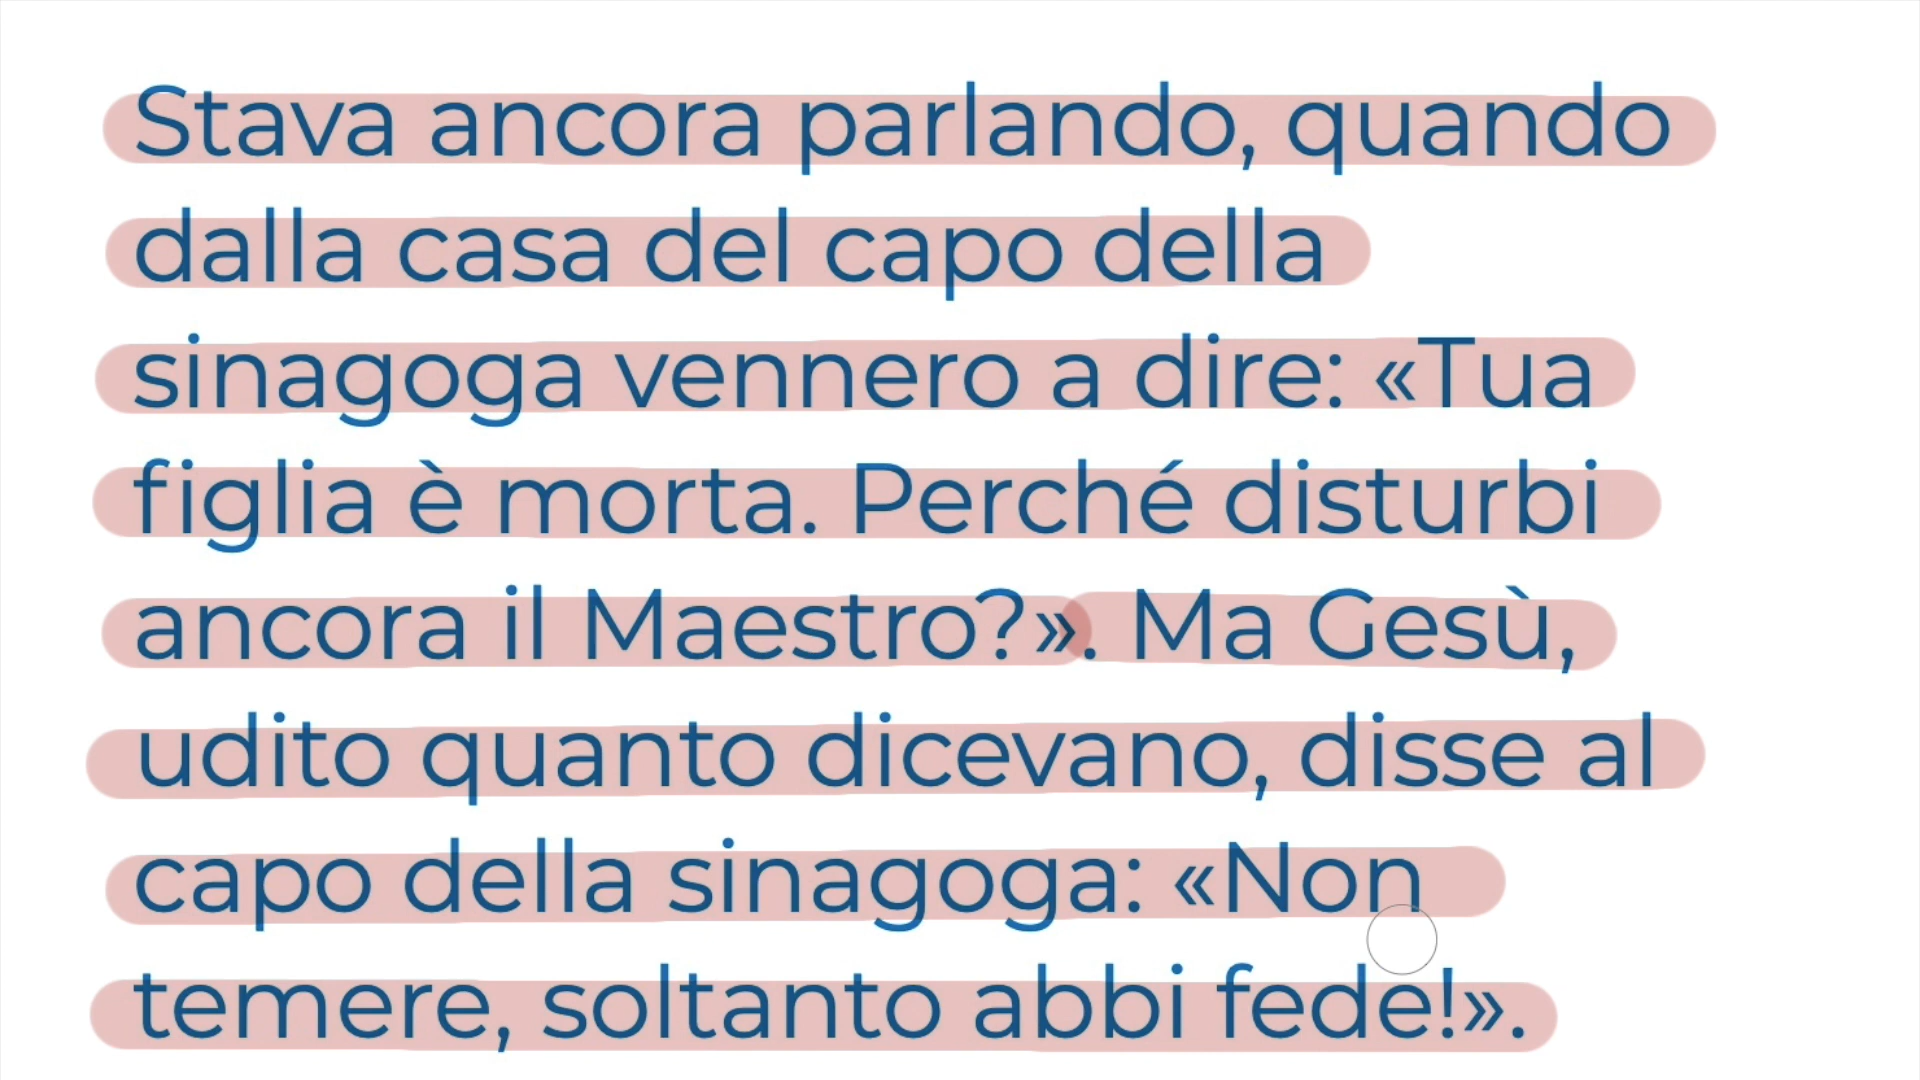 Stava ancora parlando, quando
dalla casa del capo della
sinagoga vennero a dire: «Tua
figlia è morta. Perché disturbi
ancora il Maestro?». Ma Gesù,
udito quanto dicevano, disse al
capo della sinagoga: «Non
temere, soltanto abbi fede!».